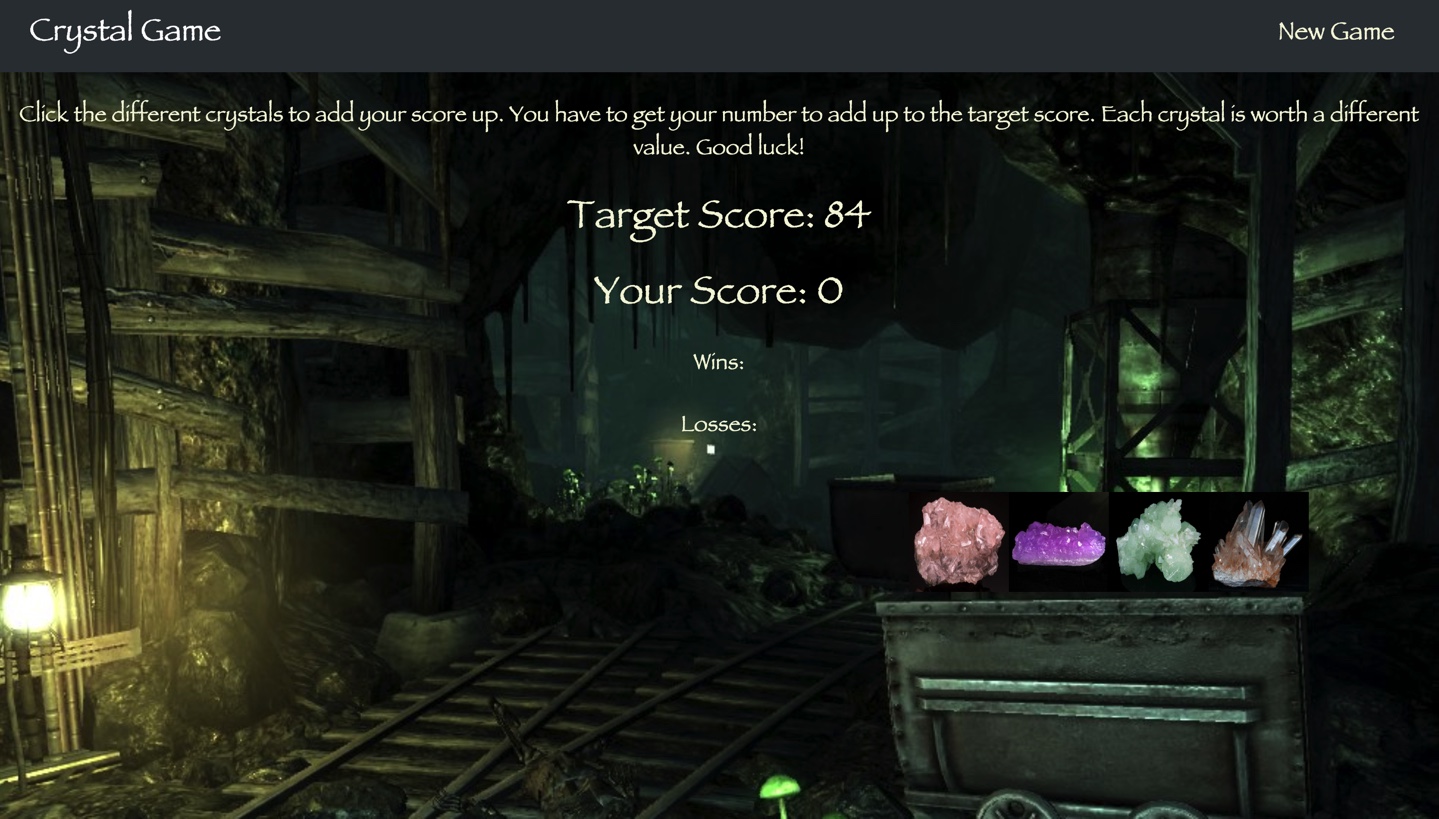 Crystal Game
New Game
Click the different crystals to add your score up. You have to get your number to add up to the target score. Each crystal is worth a different
value. Good luck!
Target Score: 84
Your Score: 0
Wins:
Losses: